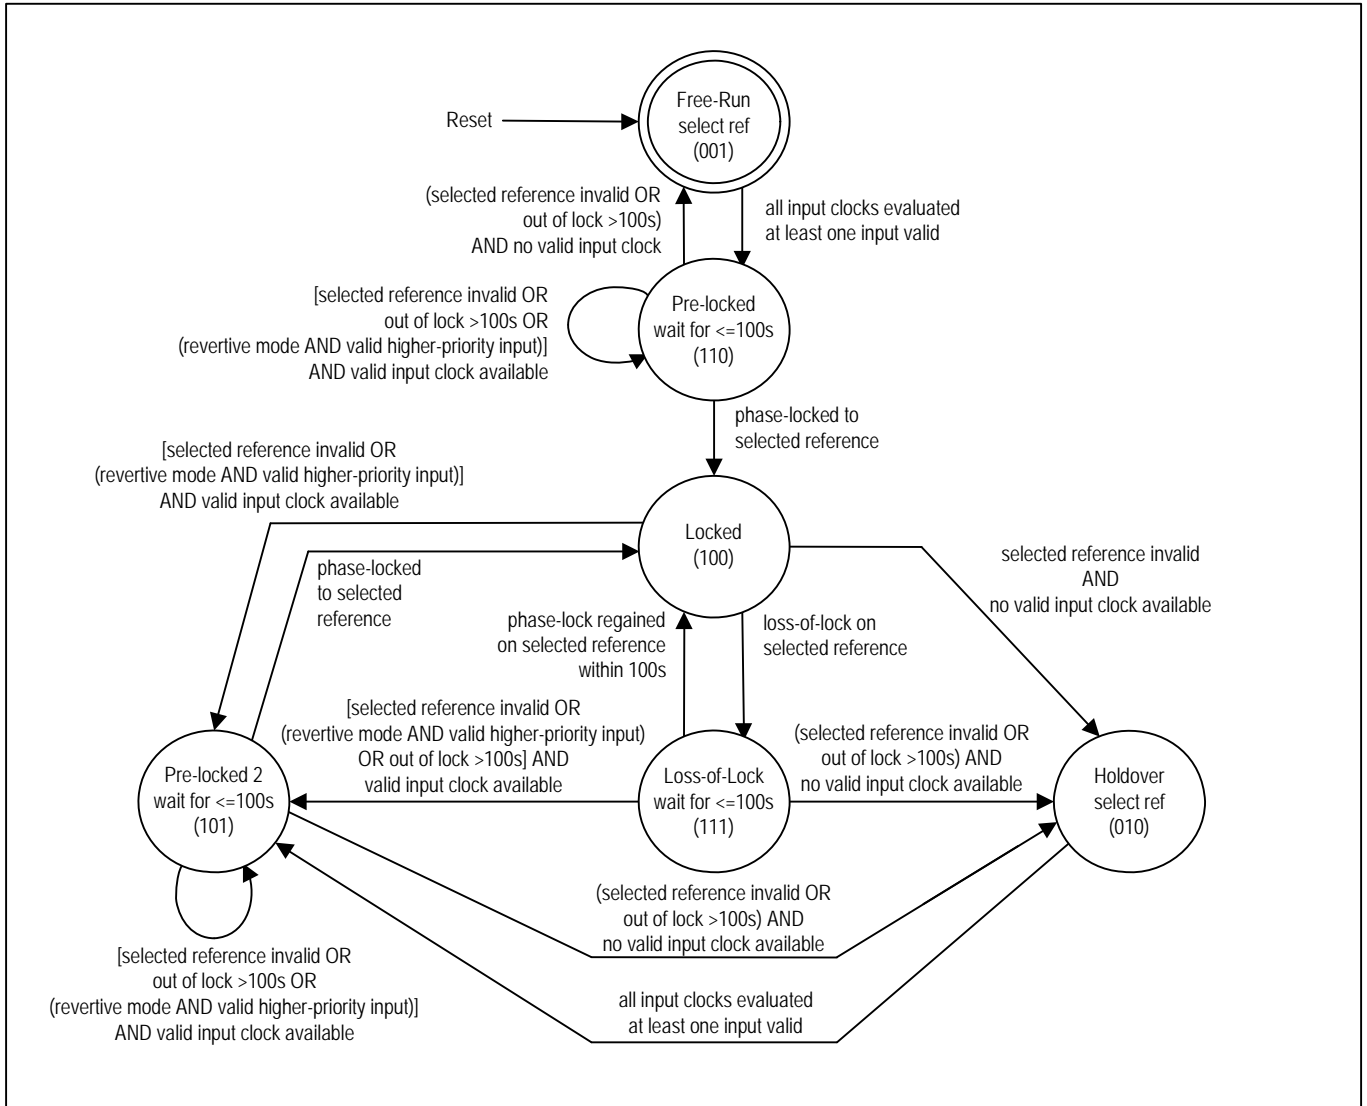 Free-Run
select ref
(001)
Reset
(selected reference invalid OR
out of lock >100s)
AND no valid input clock
all input clocks evaluated
at least one input valid
[selected reference invalid OR
out of lock >100s OR
(revertive mode AND valid higher-priority input)]
AND valid input clock available
Pre-locked
wait for <=100s
(110)
phase-locked to
selected reference
[selected reference invalid OR
(revertive mode AND valid higher-priority input)]
AND valid input clock available
Locked
(100)
phase-locked
to selected
reference
selected reference invalid
AND
no valid input clock available
phase-lock regained
on selected reference
within 100s
loss-of-lock on
selected reference
[selected reference invalid OR
(revertive mode AND valid higher-priority input)
OR out of lock >100s] AND
valid input clock available
(selected reference invalid OR
out of lock >100s) AND
no valid input clock available
Pre-locked 2
wait for <=100s
(101)
Loss-of-Lock
wait for <=100s
(111)
Holdover
select ref
(010)
(selected reference invalid OR
out of lock >100s) AND
no valid input clock available
[selected reference invalid OR
out of lock >100s OR
(revertive mode AND valid higher-priority input)]
AND valid input clock available
all input clocks evaluated
at least one input valid